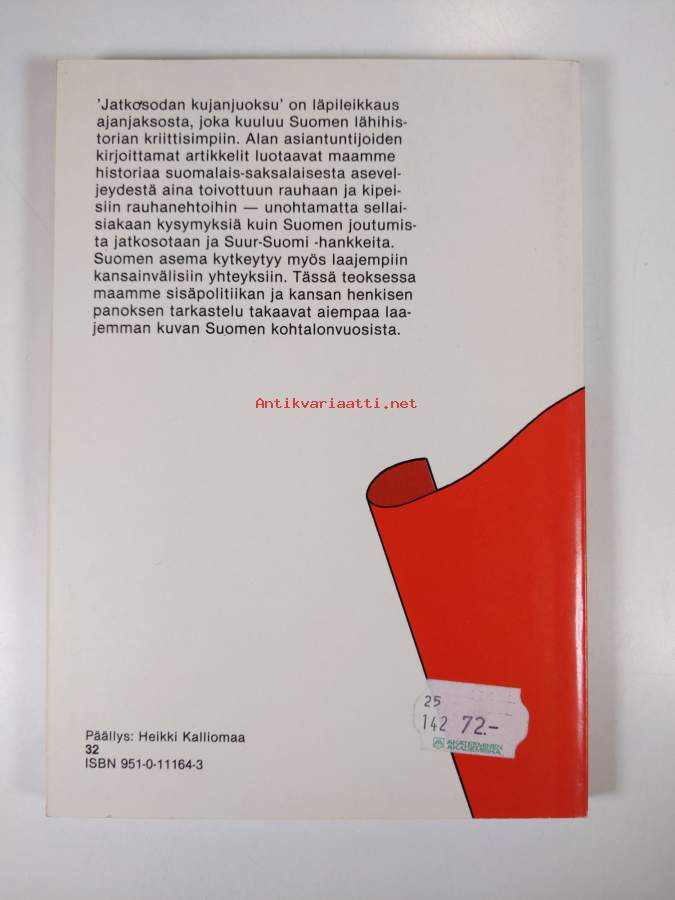 'Jatkosodan kujanjuoksu' on läpileikkaus
ajanjaksosta, joka kuuluu Suomen lähihis-
torian kriittisimpiin. Alan asiantuntijoiden
kirjoittamat artikkelit luotaavat maamme
historiaa suomalais-saksalaisesta asevel-
jeydestä aina toivottuun rauhaan ja kipei-
siin rauhanehtoihin — unohtamatta sellai-
siakaan kysymyksiä kuin Suomen joutumis-
ta jatkosotaan ja Suur-Suomi -hankkeita.
Suomen asema kytkeytyy myös laajempiin
kansainvälisiin yhteyksiin. Tässä teoksessa
maamme sisäpolitiikan ja kansan henkisen
panoksen tarkastelu takaavat aiempaa laa-
jemman kuvan Suomen kohtalonvuosista.
Antikvariaatti.net
25
142 72.-
AKATEEMINEN
AKADEMISKA
Päällys: Heikki Kalliomaa
32
ISBN 951-0-11164-3